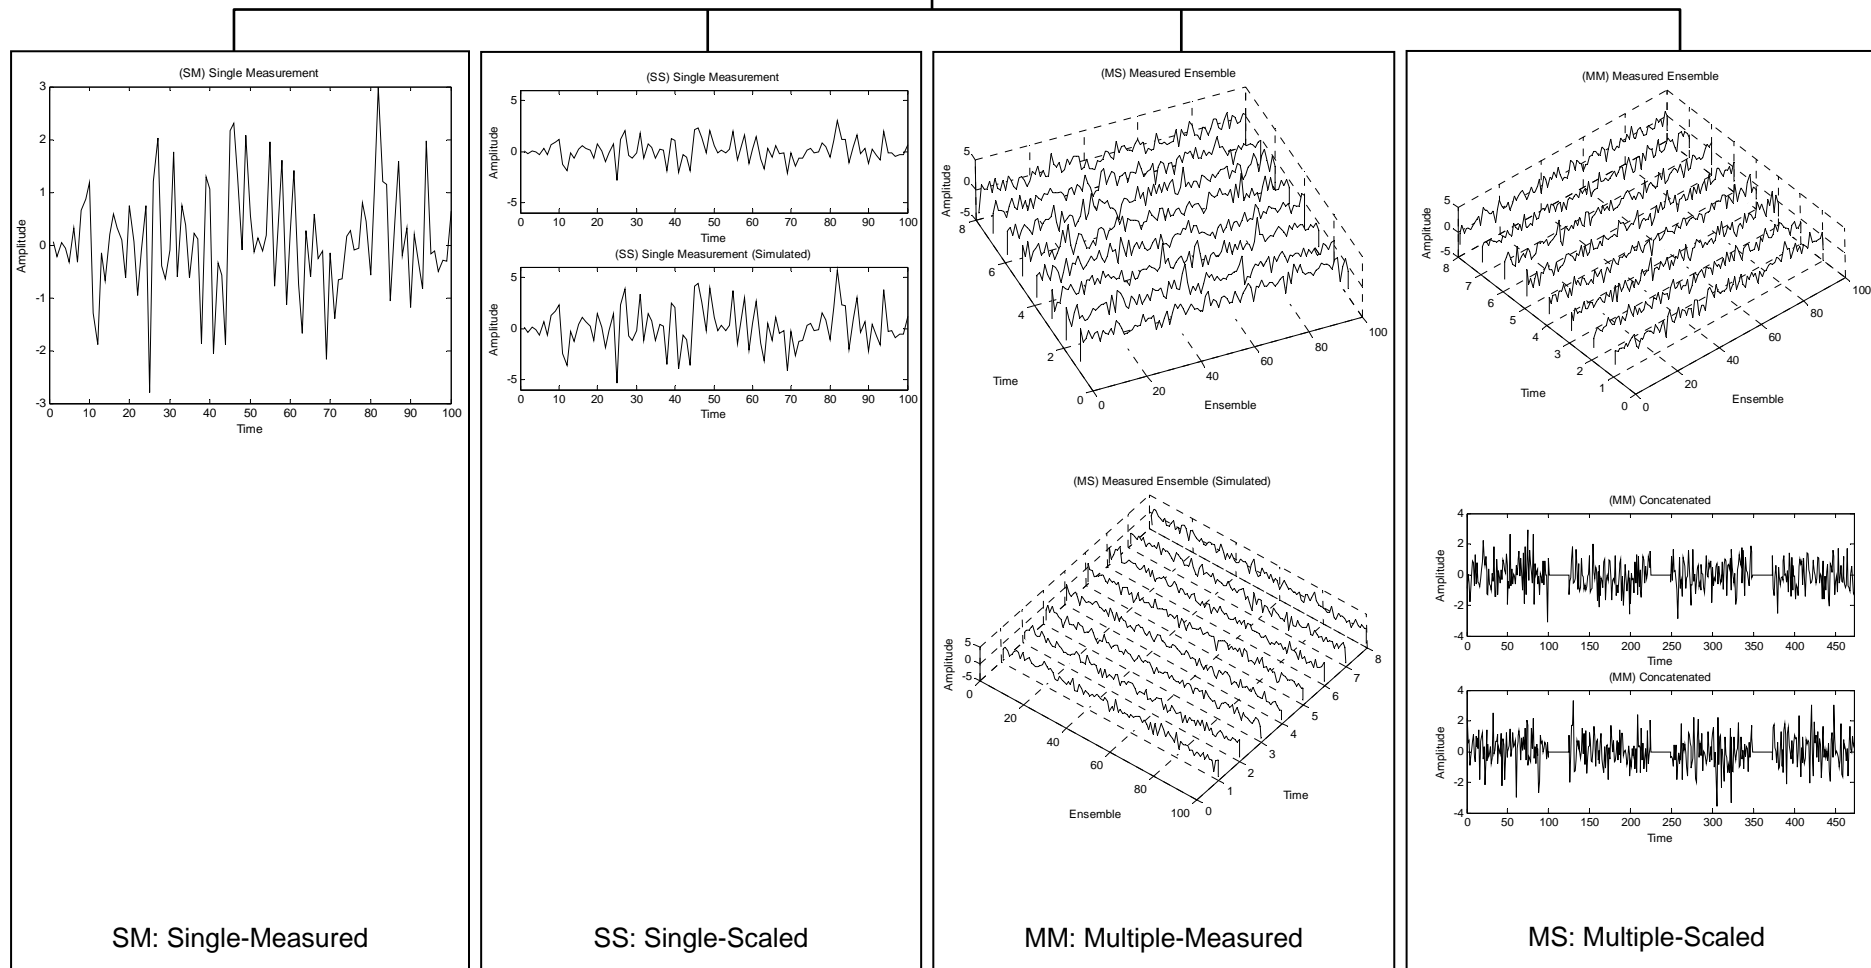 (SM) Single Measurement
3
2
1
0
-1
-2
-3
Amplitude
0 10 20 30 40 50 60 70 80 90 100
Time
SM: Single-Measured
(SS) Single Measurement
5
0
-5
Amplitude
0 10 20 30 40 50 60 70 80 90 100
Time
(SS) Single Measurement (Simulated)
5
0
-5
Amplitude
0 10 20 30 40 50 60 70 80 90 100
Time
SS: Single-Scaled
(MS) Measured Ensemble
5
0
-5
Amplitude
8
6
4
2
0
Time
0 20 40 60 80 100
Ensemble
(MS) Measured Ensemble (Simulated)
5
0
-5
Amplitude
0 20 40 60 80 100
Ensemble
0 1 2 3 4 5 6 7 8
Time
MM: Multiple-Measured
(MM) Measured Ensemble
5
0
-5
Amplitude
8
7
6
5
4
3
2
1
0
Time
0 20 40 60 80 100
Ensemble
(MM) Concatenated
4
2
0
-2
-4
Amplitude
0 50 100 150 200 250 300 350 400 450
Time
(MM) Concatenated
4
2
0
-2
-4
Amplitude
0 50 100 150 200 250 300 350 400 450
Time
MS: Multiple-Scaled